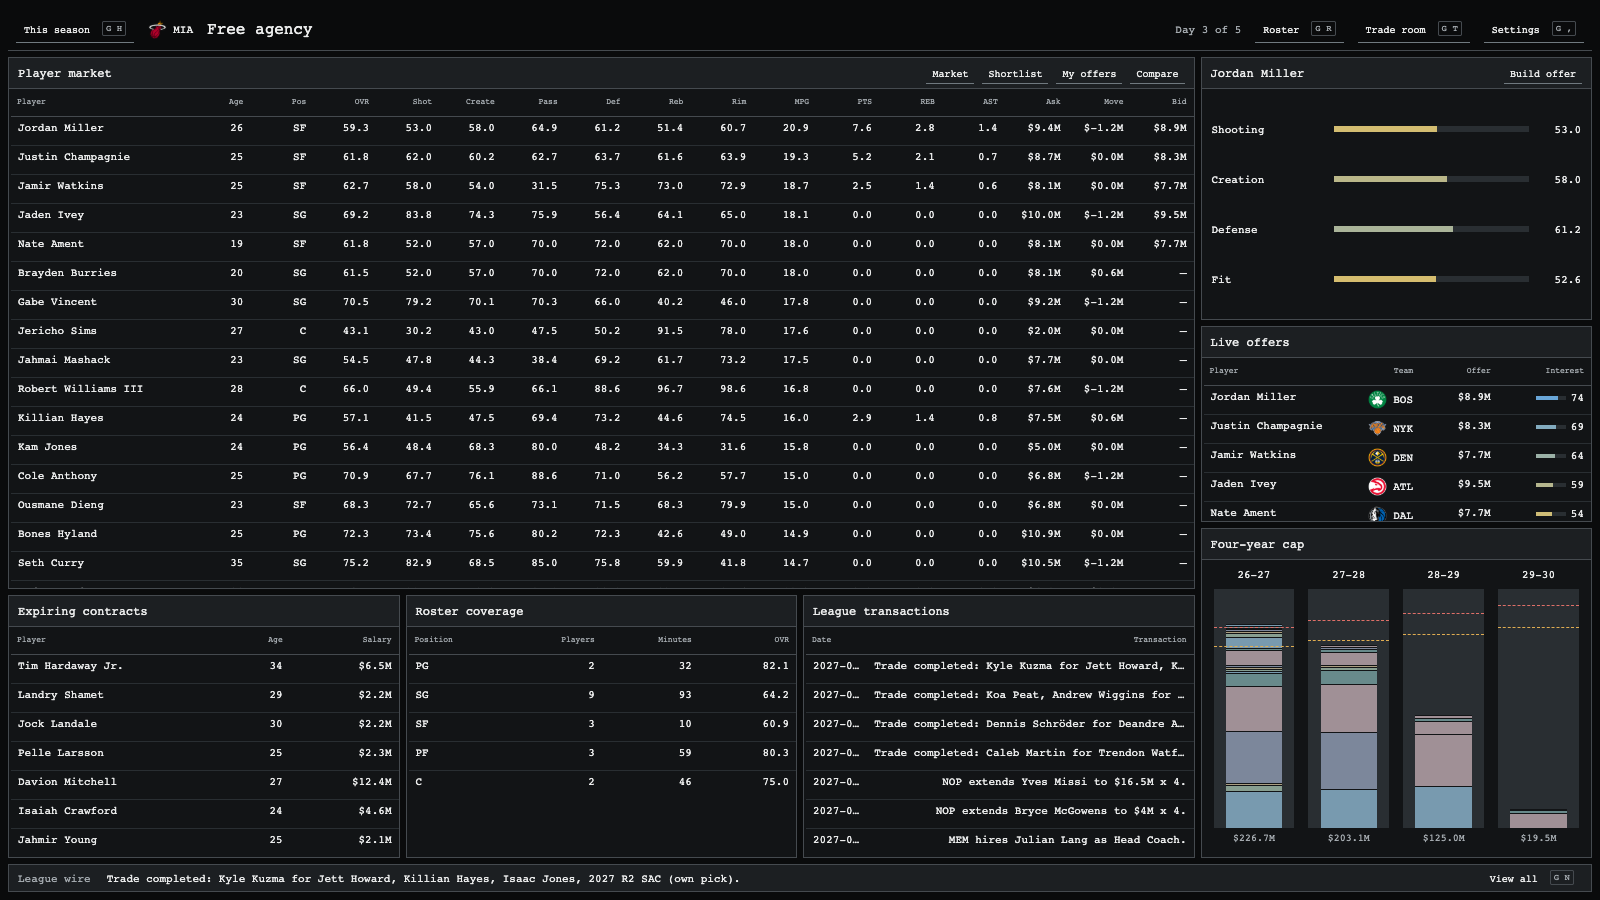 This season G H MIA Free agency Day 3 of 5 Roster G R Trade room G T Settings G ,
Player market Market Shortlist My offers Compare
Player Age Pos OVR Shot Create Pass Def Reb Rim MPG PTS REB AST Ask Move Bid
Jordan Miller 26 SF 59.3 53.0 58.0 64.9 61.2 51.4 60.7 20.9 7.6 2.8 1.4 $9.4M $-1.2M $8.9M
Justin Champagnie 25 SF 61.8 62.0 60.2 62.7 63.7 61.6 63.9 19.3 5.2 2.1 0.7 $8.7M $0.0M $8.3M
Jamir Watkins 25 SF 62.7 58.0 54.0 31.5 75.3 73.0 72.9 18.7 2.5 1.4 0.6 $8.1M $0.0M $7.7M
Jaden Ivey 23 SG 69.2 83.8 74.3 75.9 56.4 64.1 65.0 18.1 0.0 0.0 0.0 $10.0M $-1.2M $9.5M
Nate Ament 19 SF 61.8 52.0 57.0 70.0 72.0 62.0 70.0 18.0 0.0 0.0 0.0 $8.1M $0.0M $7.7M
Brayden Burries 20 SG 61.5 52.0 57.0 70.0 72.0 62.0 70.0 18.0 0.0 0.0 0.0 $8.1M $0.6M —
Gabe Vincent 30 SG 70.5 79.2 70.1 70.3 66.0 40.2 46.0 17.8 0.0 0.0 0.0 $9.2M $-1.2M —
Jericho Sims 27 C 43.1 30.2 43.0 47.5 50.2 91.5 78.0 17.6 0.0 0.0 0.0 $2.0M $0.0M —
Jahmai Mashack 23 SG 54.5 47.8 44.3 38.4 69.2 61.7 73.2 17.5 0.0 0.0 0.0 $7.7M $0.0M —
Robert Williams III 28 C 66.0 49.4 55.9 66.1 88.6 96.7 98.6 16.8 0.0 0.0 0.0 $7.6M $-1.2M —
Killian Hayes 24 PG 57.1 41.5 47.5 69.4 73.2 44.6 74.5 16.0 2.9 1.4 0.8 $7.5M $0.6M —
Kam Jones 24 PG 56.4 48.4 68.3 80.0 48.2 34.3 31.6 15.8 0.0 0.0 0.0 $5.0M $0.0M —
Cole Anthony 25 PG 70.9 67.7 76.1 88.6 71.0 56.2 57.7 15.0 0.0 0.0 0.0 $6.8M $-1.2M —
Ousmane Dieng 23 SF 68.3 72.7 65.6 73.1 71.5 68.3 79.9 15.0 0.0 0.0 0.0 $6.8M $0.0M —
Bones Hyland 25 PG 72.3 73.4 75.6 80.2 72.3 42.6 49.0 14.9 0.0 0.0 0.0 $10.9M $0.0M —
Seth Curry 35 SG 75.2 82.9 68.5 85.0 75.8 59.9 41.8 14.7 0.0 0.0 0.0 $10.5M $-1.2M —
Jordan Miller Build offer
Shooting 53.0
Creation 58.0
Defense 61.2
Fit 52.6
Live offers
Player Team Offer Interest
Jordan Miller BOS $8.9M 74
Justin Champagnie NYK $8.3M 69
Jamir Watkins DEN $7.7M 64
Jaden Ivey ATL $9.5M 59
Nate Ament DAL $7.7M 54
Four-year cap
26-27 27-28 28-29 29-30
$226.7M $203.1M $125.0M $19.5M
Expiring contracts
Player Age Salary
Tim Hardaway Jr. 34 $6.5M
Landry Shamet 29 $2.2M
Jock Landale 30 $2.2M
Pelle Larsson 25 $2.3M
Davion Mitchell 27 $12.4M
Isaiah Crawford 24 $4.6M
Jahmir Young 25 $2.1M
Roster coverage
Position Players Minutes OVR
PG 2 32 82.1
SG 9 93 64.2
SF 3 10 60.9
PF 3 59 80.3
C 2 46 75.0
League transactions
Date Transaction
2027-0… Trade completed: Kyle Kuzma for Jett Howard, K…
2027-0… Trade completed: Koa Peat, Andrew Wiggins for …
2027-0… Trade completed: Dennis Schröder for Deandre A…
2027-0… Trade completed: Caleb Martin for Trendon Watf…
2027-0… NOP extends Yves Missi to $16.5M x 4.
2027-0… NOP extends Bryce McGowens to $4M x 4.
2027-0… MEM hires Julian Lang as Head Coach.
League wire Trade completed: Kyle Kuzma for Jett Howard, Killian Hayes, Isaac Jones, 2027 R2 SAC (own pick). View all G N